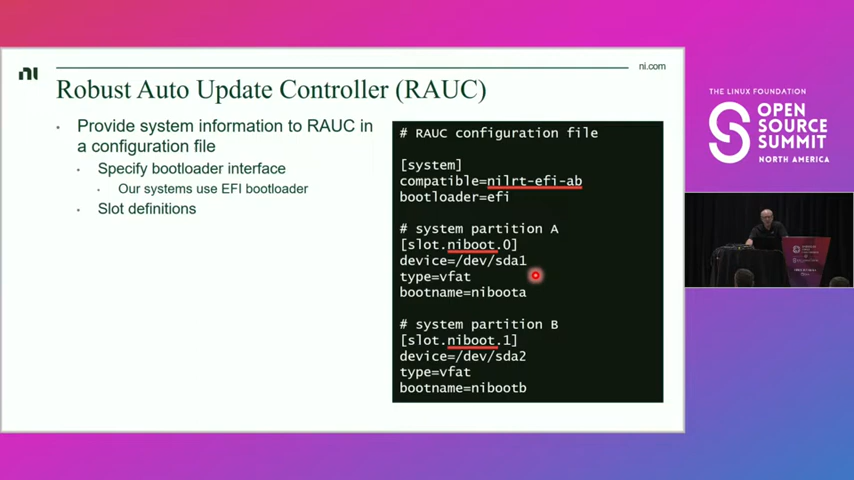 ni
ni.com
Robust Auto Update Controller (RAUC)
• Provide system information to RAUC in
a configuration file
• Specify bootloader interface
• Our systems use EFI bootloader
• Slot definitions
# RAUC configuration file
[system]
compatible=nilrt-efi-ab
bootloader=efi
# system partition A
[slot.niboot.0]
device=/dev/sda1
type=vfat
bootname=niboota
# system partition B
[slot.niboot.1]
device=/dev/sda2
type=vfat
bootname=nibootb
THE LINUX FOUNDATION
OPEN
SOURCE
SUMMIT
NORTH AMERICA